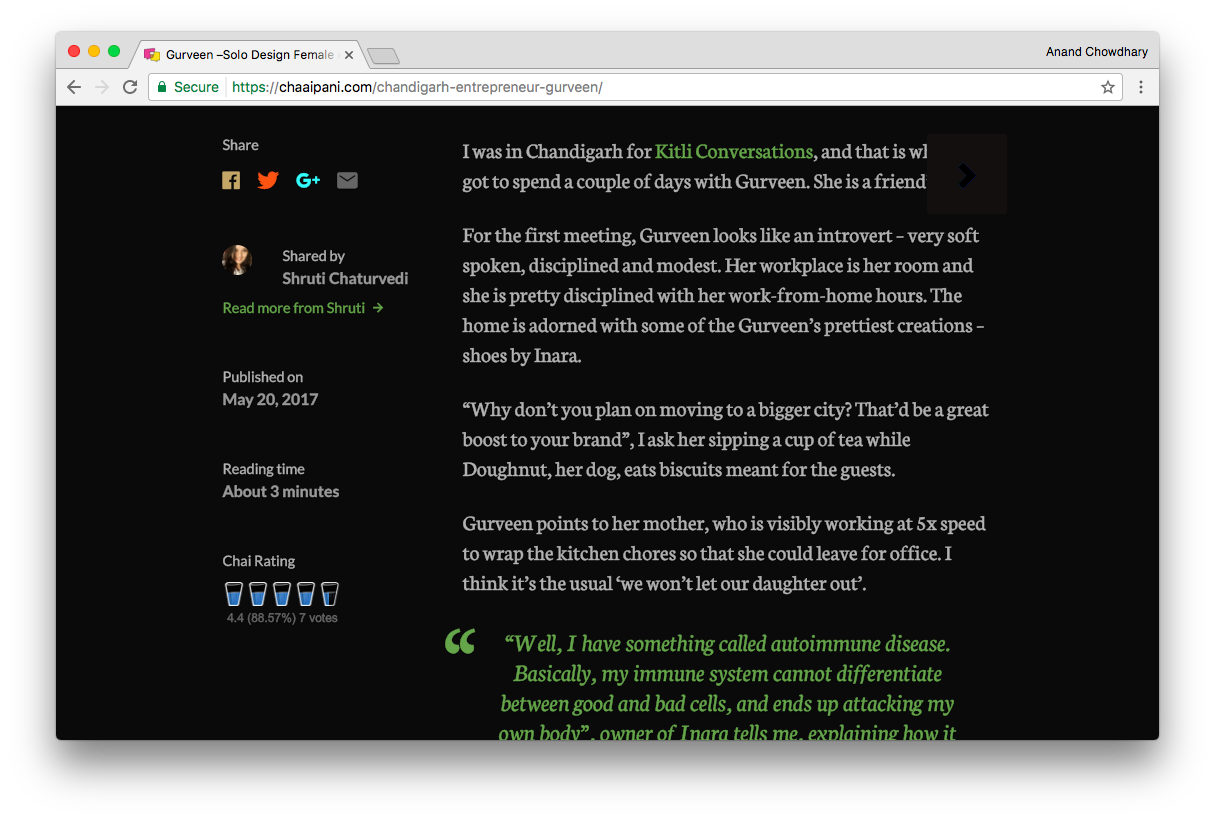 Gurveen –Solo Design Female
Anand Chowdhary
Secure https://chaaipani.com/chandigarh-entrepreneur-gurveen/
Share
Shared by
Shruti Chaturvedi
Read more from Shruti →
Published on
May 20, 2017
Reading time
About 3 minutes
Chai Rating
4.4 (88.57%) 7 votes
I was in Chandigarh for Kitli Conversations, and that is
got to spend a couple of days with Gurveen. She is a friend
For the first meeting, Gurveen looks like an introvert – very soft
spoken, disciplined and modest. Her workplace is her room and
she is pretty disciplined with her work-from-home hours. The
home is adorned with some of the Gurveen’s prettiest creations –
shoes by Inara.
“Why don’t you plan on moving to a bigger city? That’d be a great
boost to your brand”, I ask her sipping a cup of tea while
Doughnut, her dog, eats biscuits meant for the guests.
Gurveen points to her mother, who is visibly working at 5x speed
to wrap the kitchen chores so that she could leave for office. I
think it’s the usual ‘we won’t let our daughter out’.
“Well, I have something called autoimmune disease.
Basically, my immune system cannot differentiate
between good and bad cells, and ends up attacking my
own body”, owner of Inara tells me, explaining how it